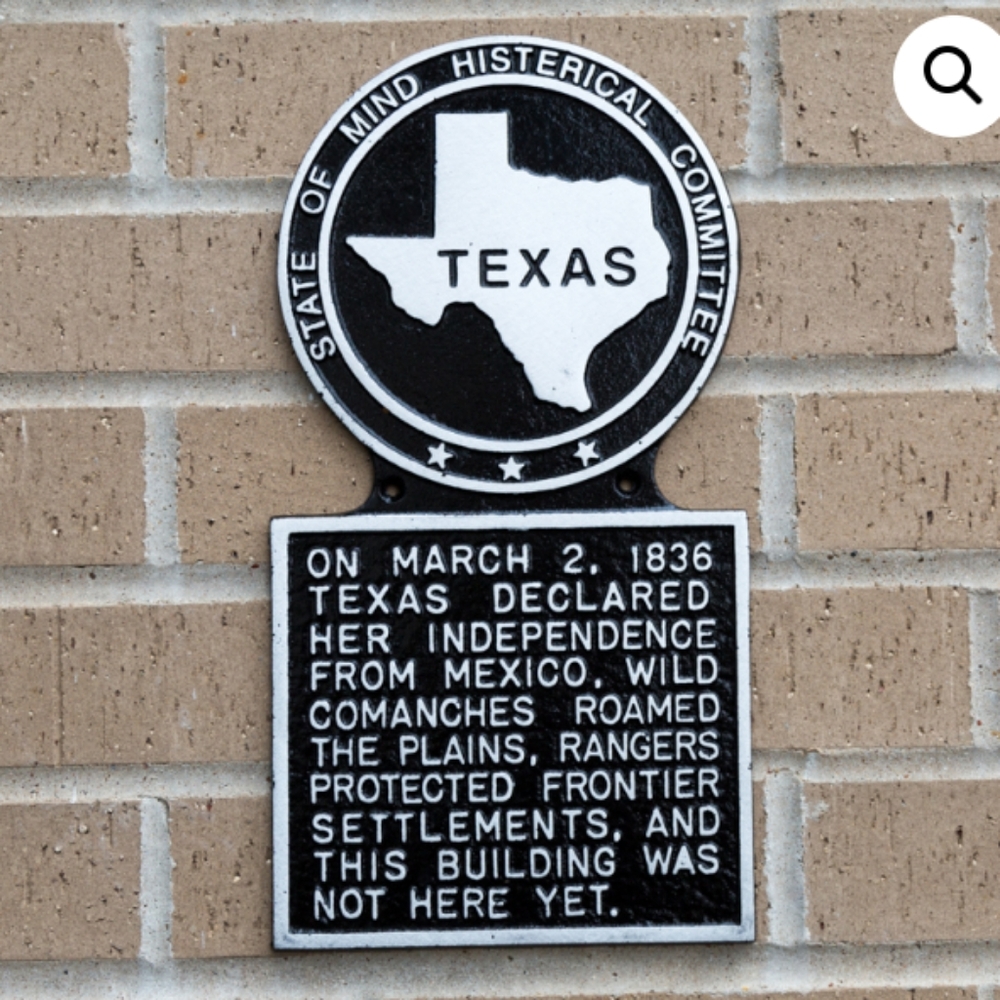 STATE OF MIND HISTERICAL COMMITTEE
TEXAS
ON MARCH 2, 1836
TEXAS DECLARED
HER INDEPENDENCE
FROM MEXICO. WILD
COMANCHES ROAMED
THE PLAINS, RANGERS
PROTECTED FRONTIER
SETTLEMENTS, AND
THIS BUILDING WAS
NOT HERE YET.